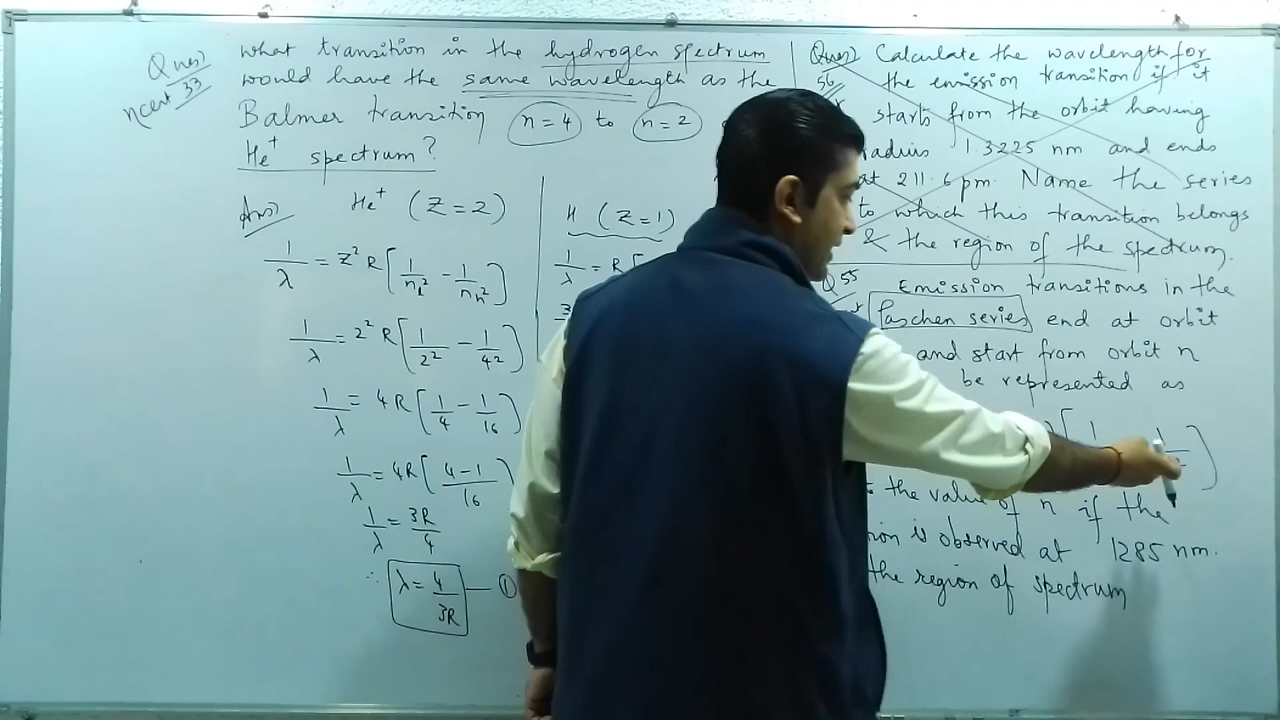 Ques) what transition in the hydrogen spectrum
ncert 33 would have the same wavelength as the
Balmer transition n=4 to n=2
He⁺ spectrum?
Ans) He⁺ (Z=2)
1/λ = Z²R[1/n₁² - 1/n₂²]
1/λ = 2²R[1/2² - 1/4²]
1/λ = 4R[1/4 - 1/16]
1/λ = 4R[(4-1)/16]
1/λ = 3R/4
∴ λ = 4/3R — ①
H (Z=1)
1/λ = R[
3
Ques) Calculate the wavelength for
56 the emission transition if it
starts from the orbit having
radius 1.3225 nm and ends
at 211.6 pm. Name the series
to which this transition belongs
& the region of the spectrum.
Q 55 Emission transitions in the
Paschen series end at orbit
and start from orbit n
be represented as
[1
the value of n if the
is observed at 1285 nm.
the region of spectrum